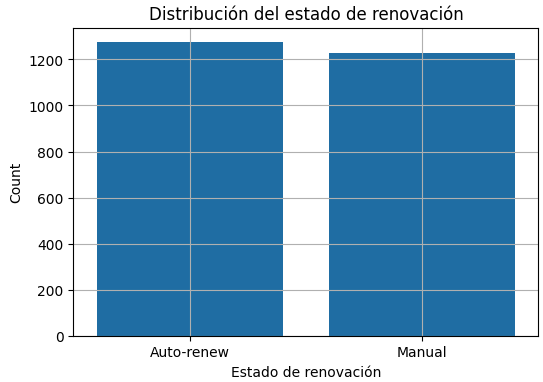 Distribución del estado de renovación
Count
1200
1000
800
600
400
200
0
Auto-renew
Manual
Estado de renovación